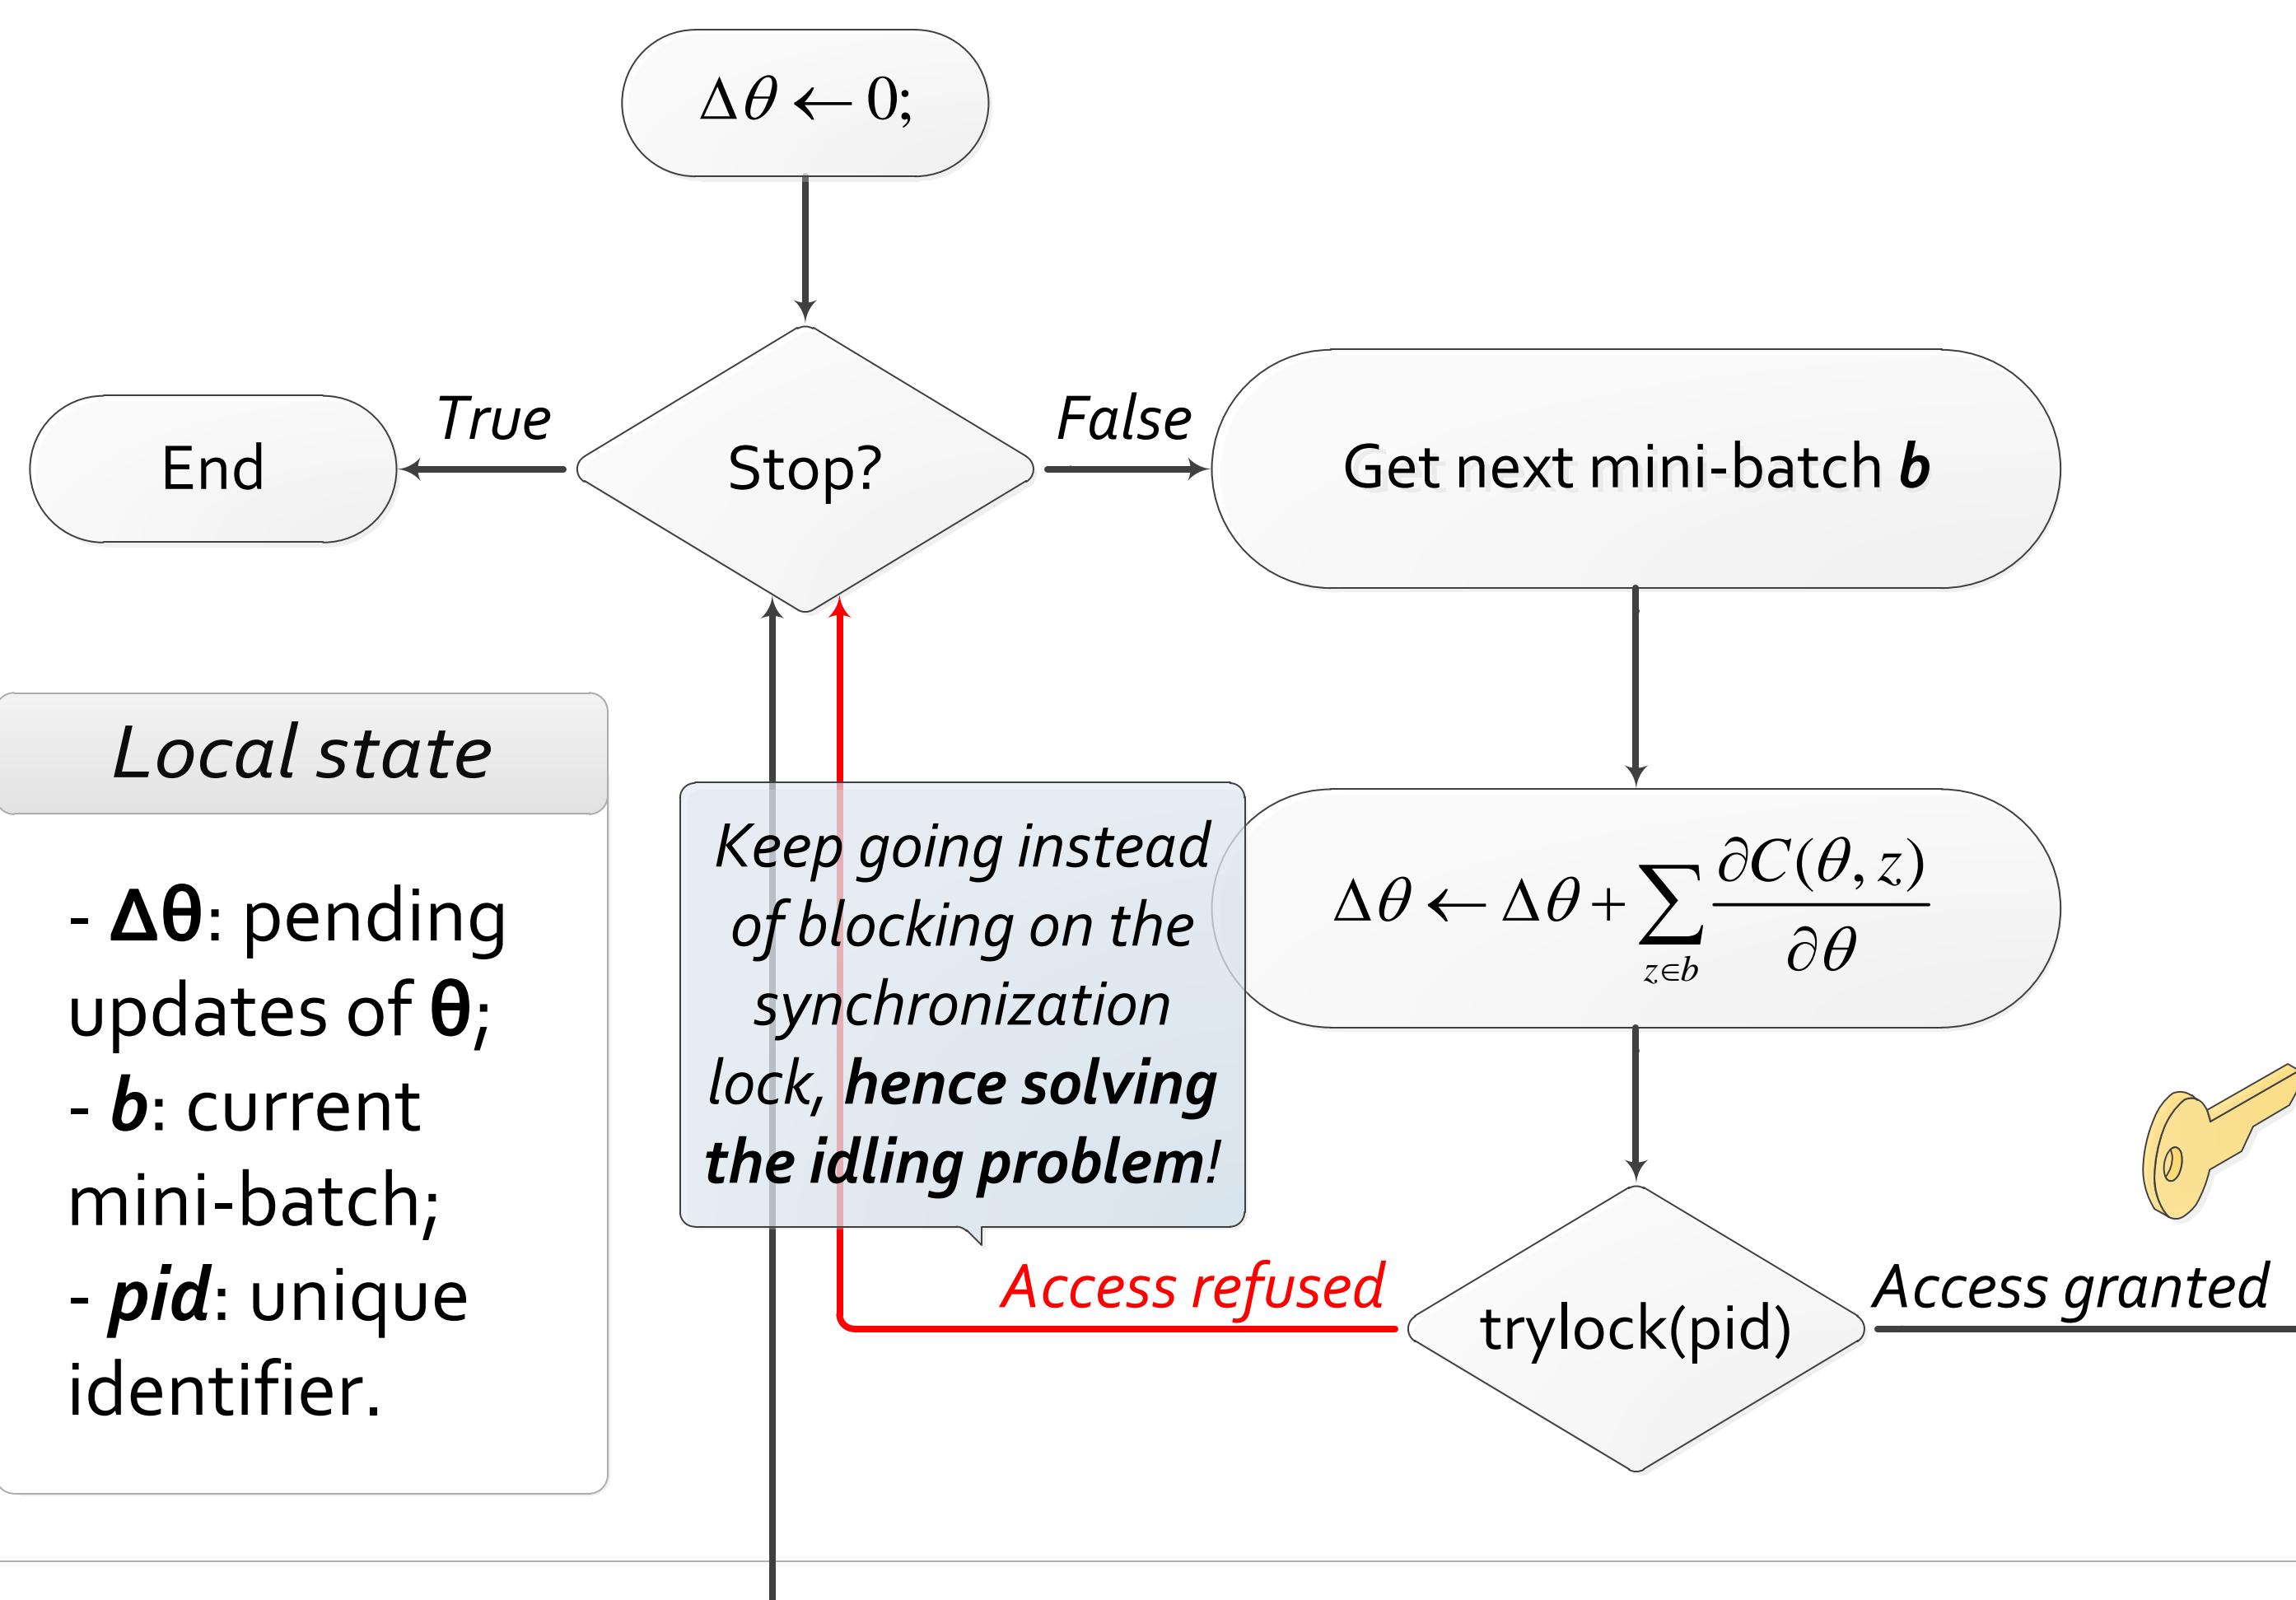 Δθ ← 0;
True
False
End
Stop?
Get next mini-batch b
Local state
- Δθ: pending
updates of θ;
- b: current
mini-batch;
- pid: unique
identifier.
Keep going instead
of blocking on the
synchronization
lock, hence solving
the idling problem!
Δθ ← Δθ + ∑_{z∈b} ∂C(θ, z) / ∂θ
Access refused
trylock(pid)
Access granted